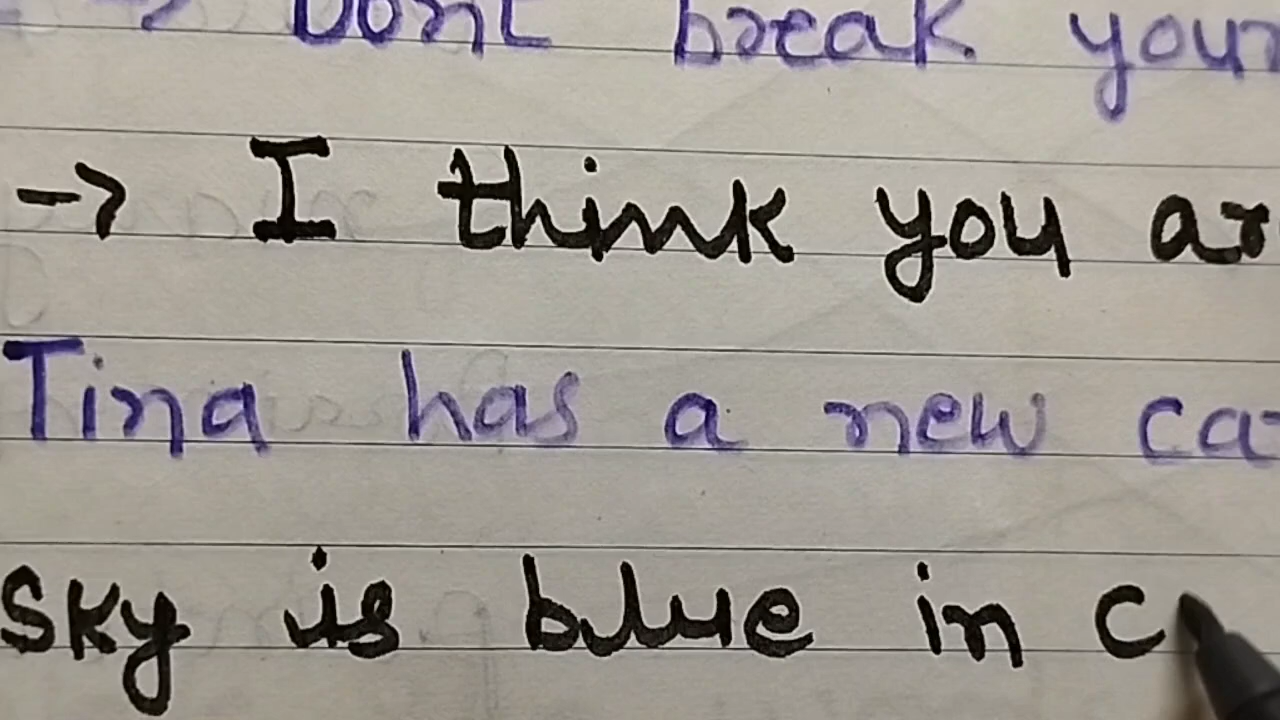 → Dont break your
→ I think you ar
Tina has a new ca
sky is blue in c